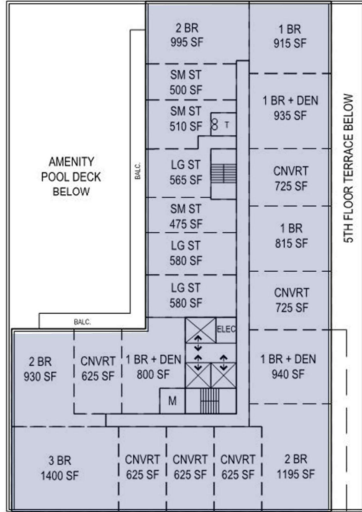 2 BR
995 SF
1 BR
915 SF
SM ST
500 SF
SM ST
510 SF
T
1 BR + DEN
935 SF
AMENITY
POOL DECK
BELOW
BALC.
LG ST
565 SF
CNVRT
725 SF
5TH FLOOR TERRACE BELOW
SM ST
475 SF
1 BR
815 SF
LG ST
580 SF
LG ST
580 SF
CNVRT
725 SF
BALC.
ELEC
2 BR
930 SF
CNVRT
625 SF
1 BR + DEN
800 SF
1 BR + DEN
940 SF
M
3 BR
1400 SF
CNVRT
625 SF
CNVRT
625 SF
CNVRT
625 SF
2 BR
1195 SF